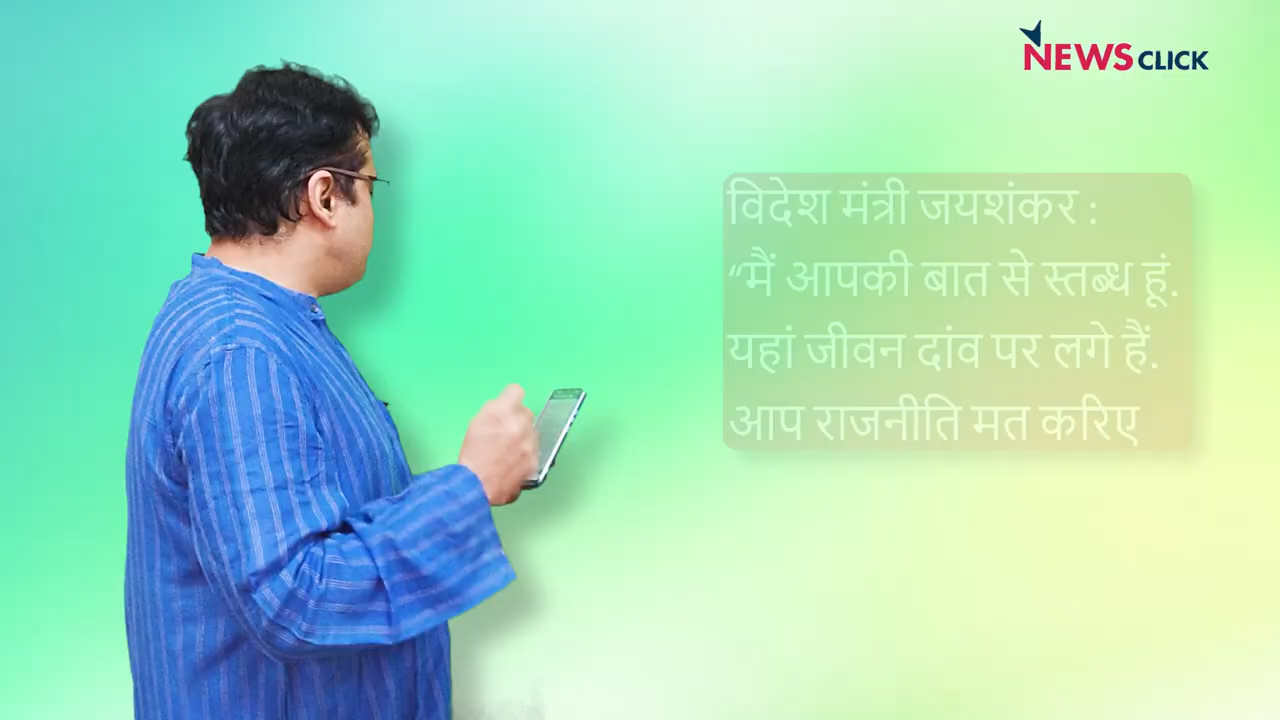 NEWS CLICK
विदेश मंत्री जयशंकर :
“मैं आपकी बात से स्तब्ध हूं.
यहां जीवन दांव पर लगे हैं.
आप राजनीति मत करिए